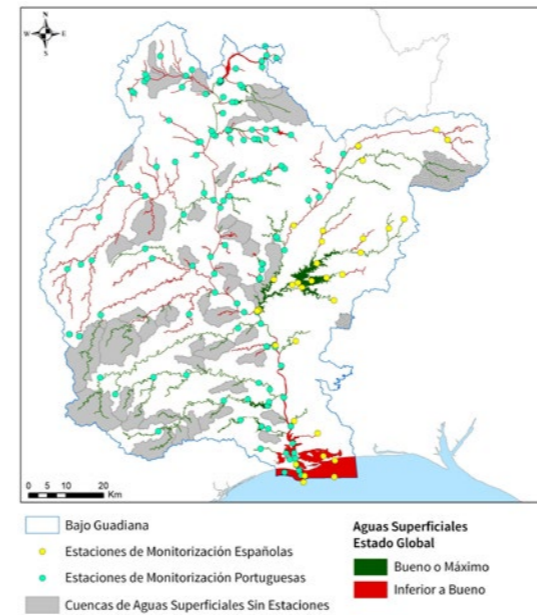 N
W E
S
0 5 10 20
Km
Bajo Guadiana
Estaciones de Monitorización Españolas
Estaciones de Monitorización Portuguesas
Cuencas de Aguas Superficiales Sin Estaciones
Aguas Superficiales
Estado Global
Bueno o Máximo
Inferior a Bueno